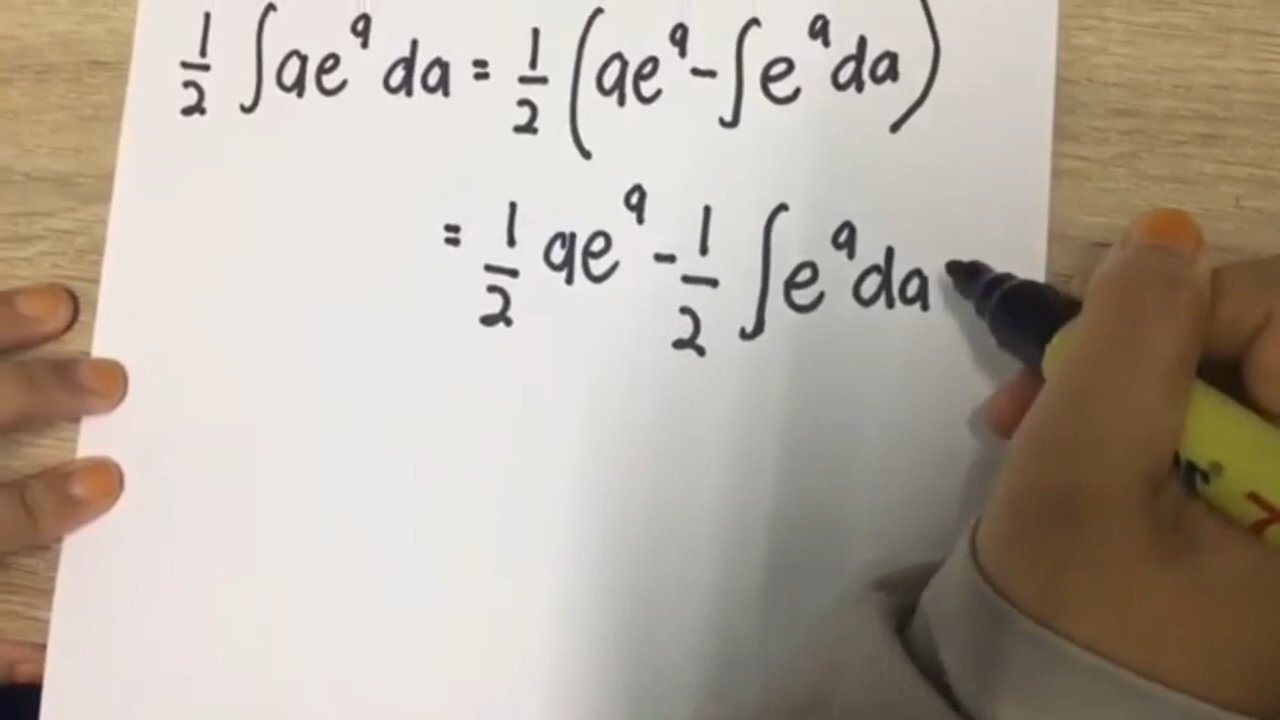 ½ ∫ae^a da = ½ (ae^a - ∫e^a da)
= ½ ae^a - ½ ∫e^a da